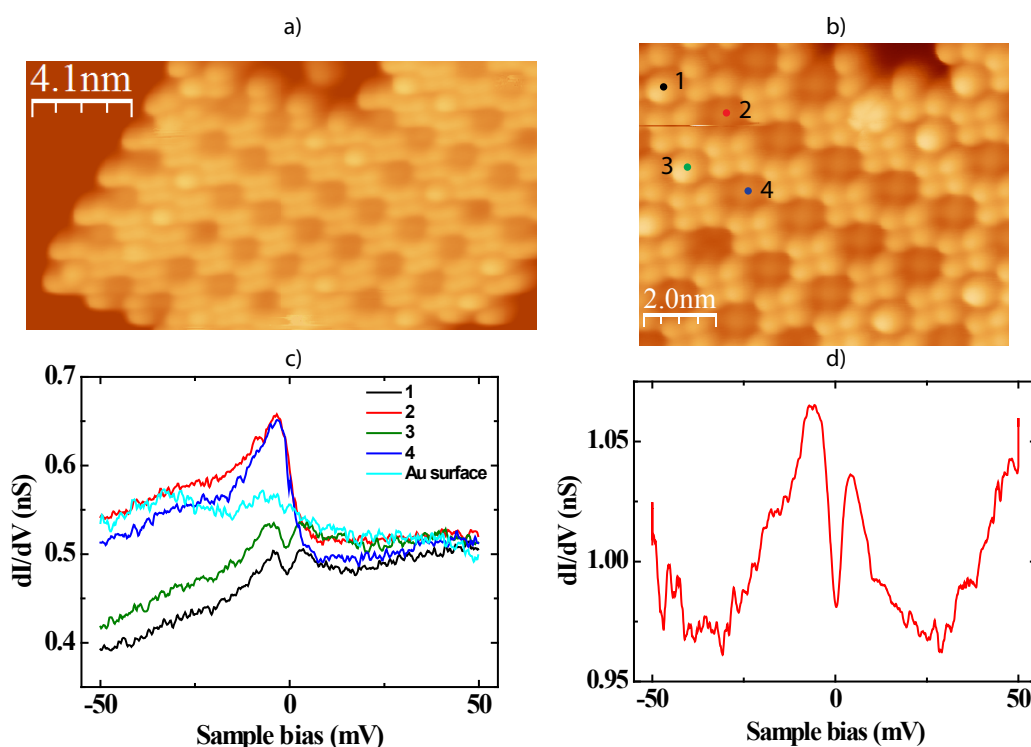 a)
b)
4.1nm
1
2
3
4
2.0nm
c)
d)
0.7
0.6
0.5
0.4
dI/dV (nS)
1
2
3
4
Au surface
-50
0
50
Sample bias (mV)
1.05
1.00
0.95
dI/dV (nS)
-50
0
50
Sample bias (mV)